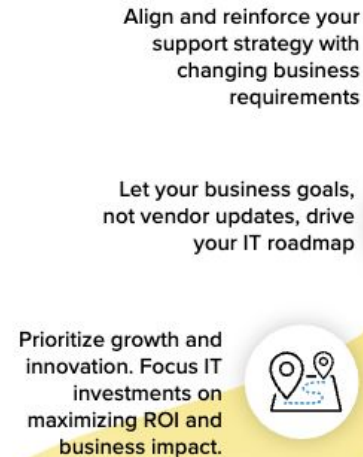 Align and reinforce your
support strategy with
changing business
requirements
Let your business goals,
not vendor updates, drive
your IT roadmap
Prioritize growth and
innovation. Focus IT
investments on
maximizing ROI and
business impact.